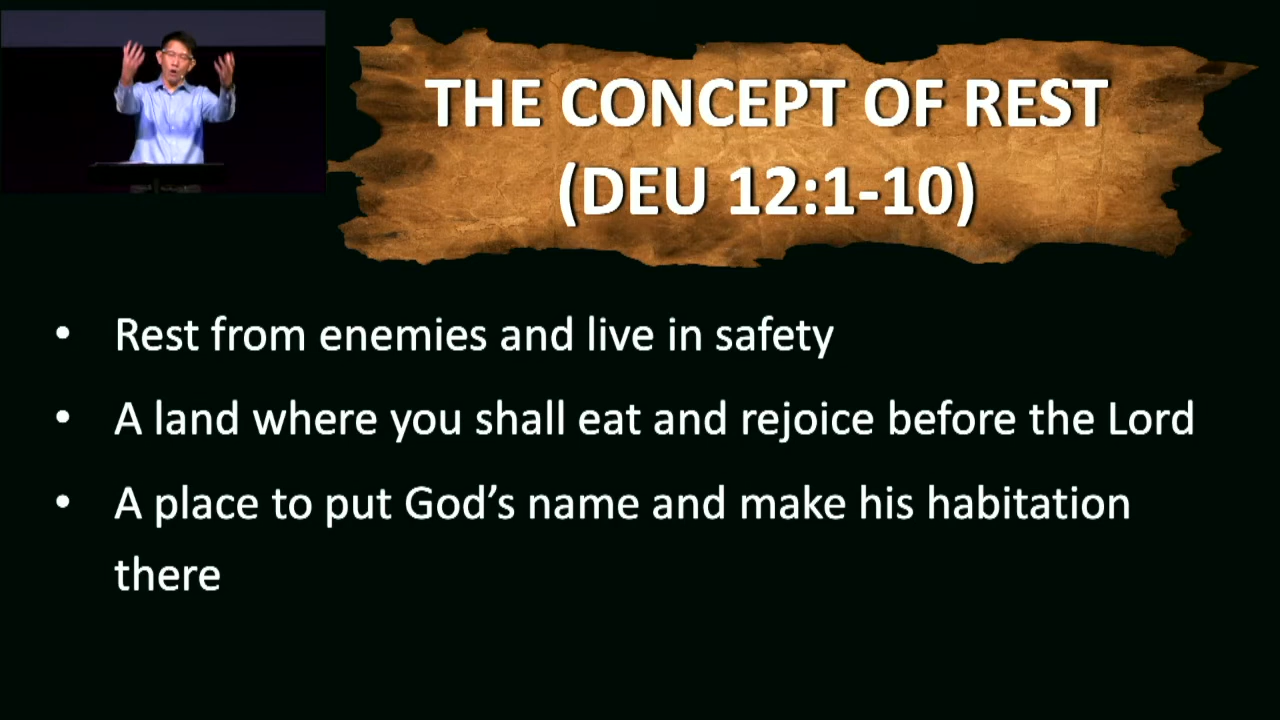 THE CONCEPT OF REST
(DEU 12:1-10)
• Rest from enemies and live in safety
• A land where you shall eat and rejoice before the Lord
• A place to put God’s name and make his habitation
there